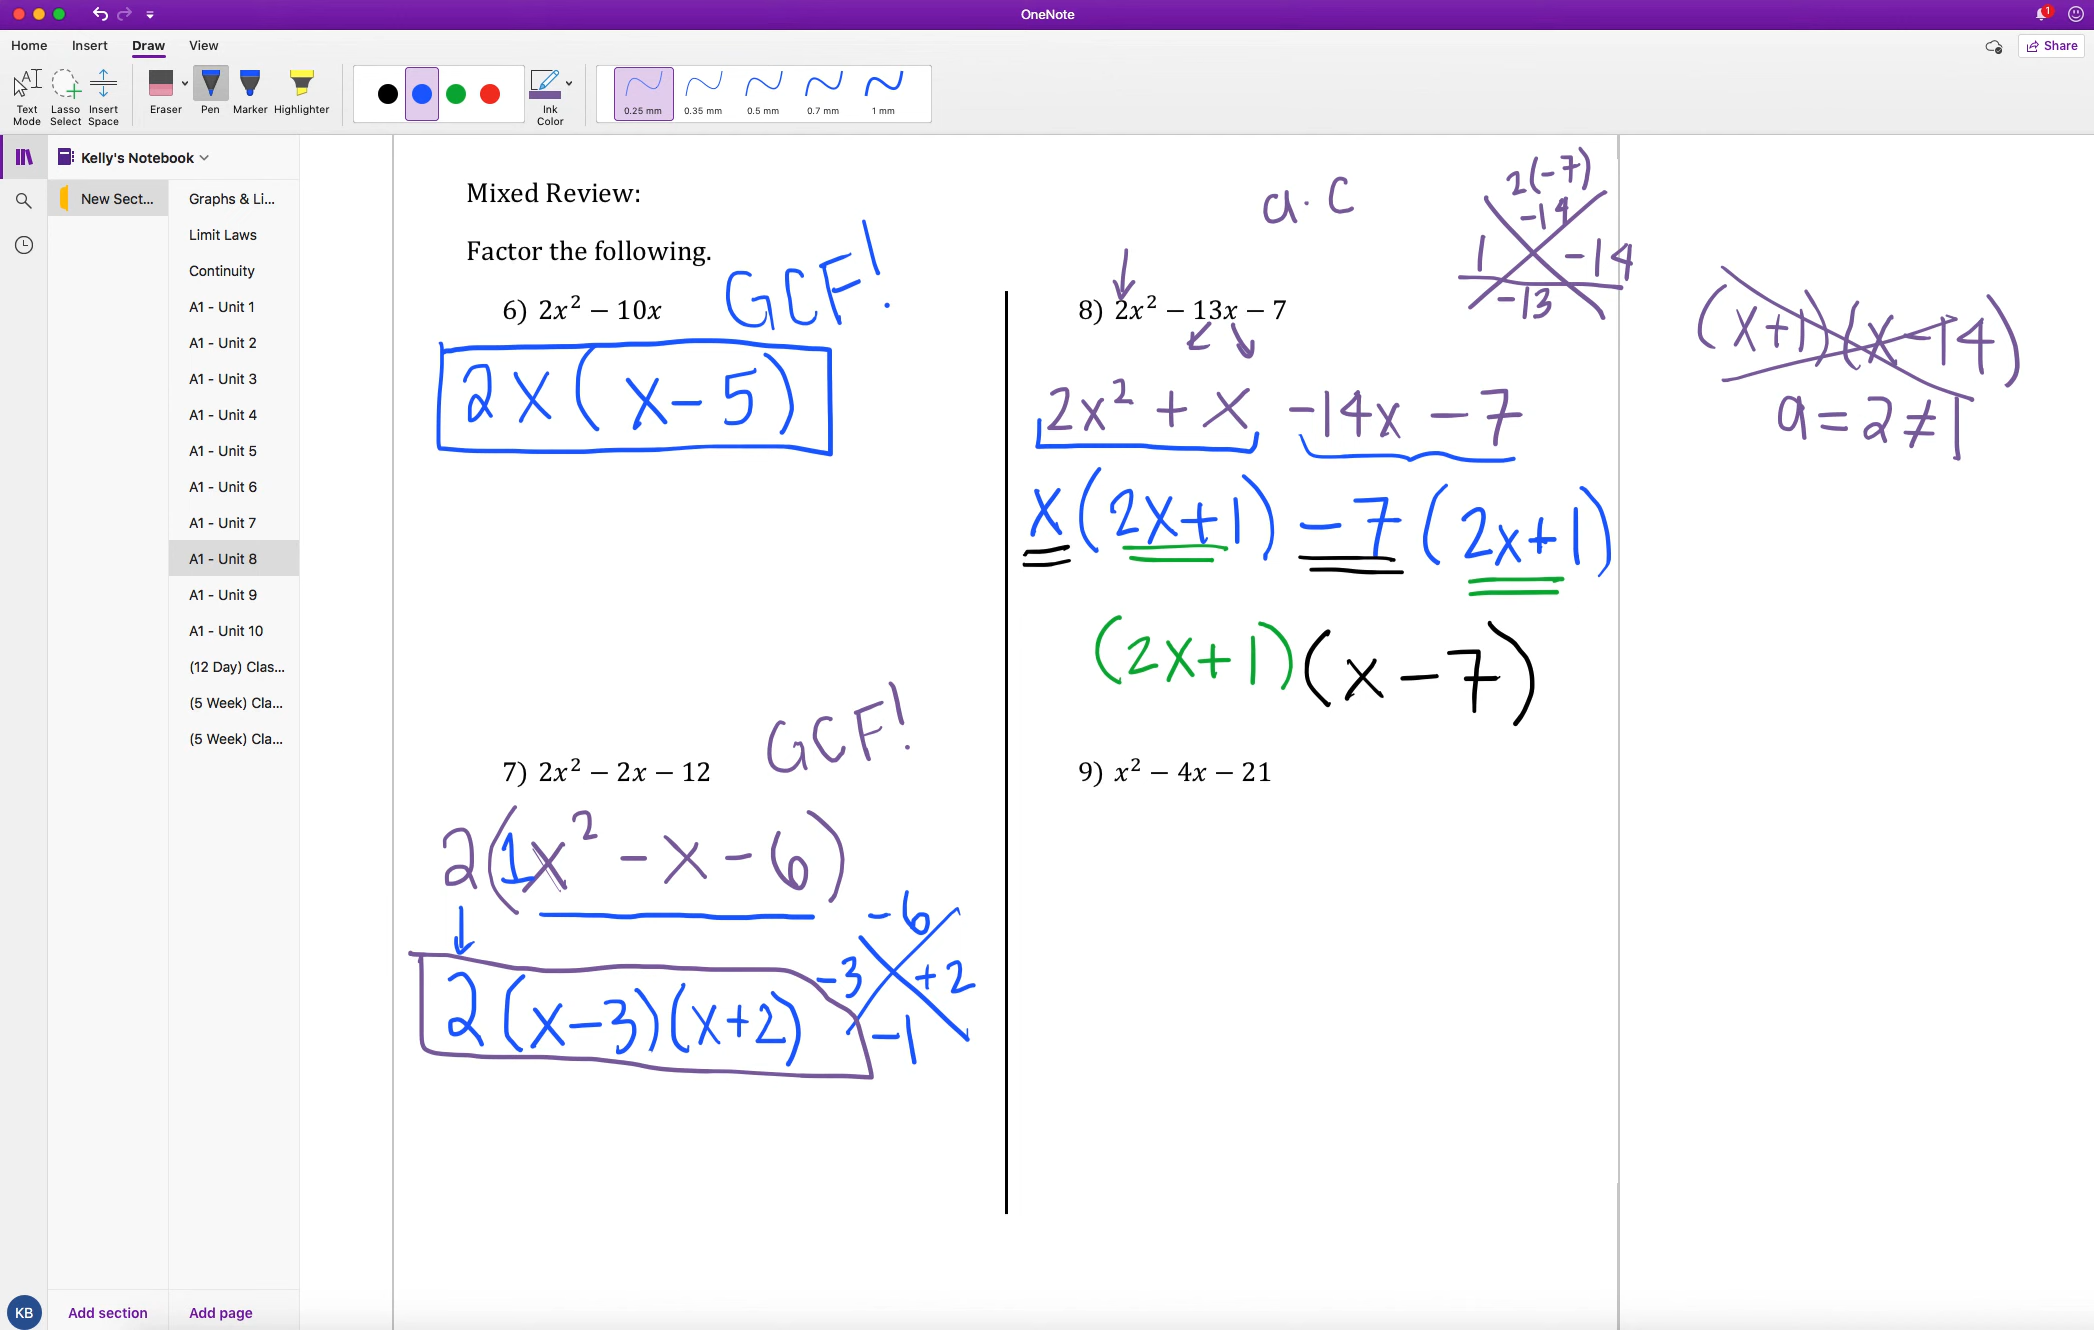 OneNote
1
Home Insert Draw View
Share
Text Mode
Lasso Select
Insert Space
Eraser
Pen
Marker
Highlighter
Ink Color
0.25 mm 0.35 mm 0.5 mm 0.7 mm 1 mm
Kelly's Notebook
New Sect...
Graphs & Li...
Limit Laws
Continuity
A1 - Unit 1
A1 - Unit 2
A1 - Unit 3
A1 - Unit 4
A1 - Unit 5
A1 - Unit 6
A1 - Unit 7
A1 - Unit 8
A1 - Unit 9
A1 - Unit 10
(12 Day) Clas...
(5 Week) Cla...
(5 Week) Cla...
KB
Add section
Add page
Mixed Review:
Factor the following.
6) 2x² − 10x
GCF!
2x(x-5)
7) 2x² − 2x − 12
GCF!
2(1x² - x - 6)
2(x-3)(x+2)
-6
-3 +2
-1
a·c
8) 2x² − 13x − 7
2(-7)
-14
1 -14
-13
(x+1)(x-14)
a=2≠1
2x² + x -14x - 7
x(2x+1) -7(2x+1)
(2x+1)(x-7)
9) x² − 4x − 21